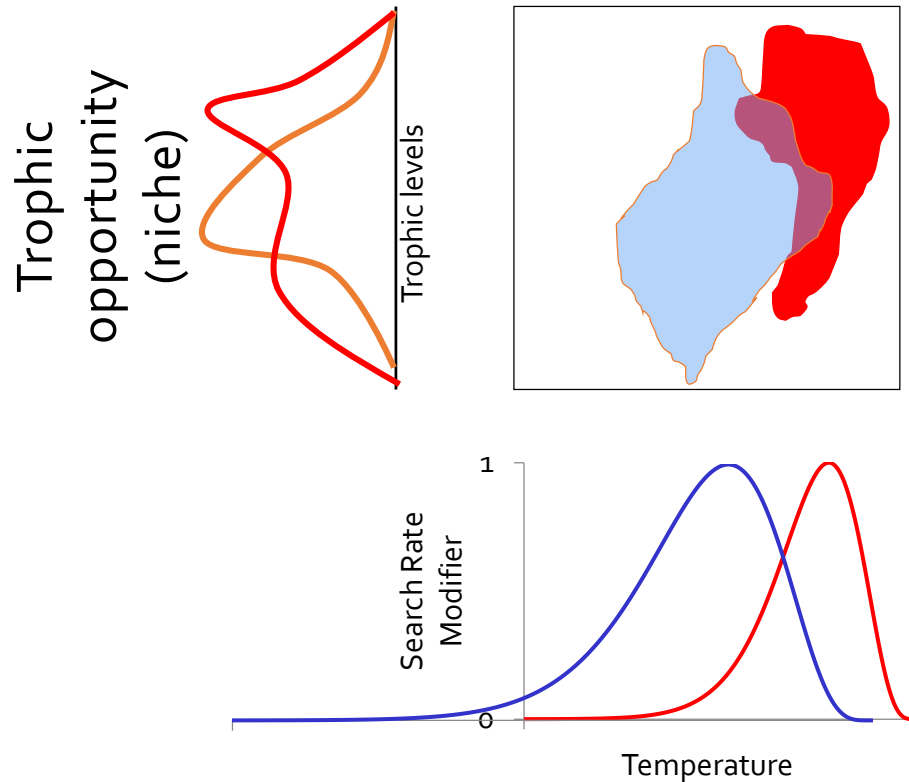 Trophic
opportunity
(niche)
Trophic levels
1
Search Rate
Modifier
0
Temperature